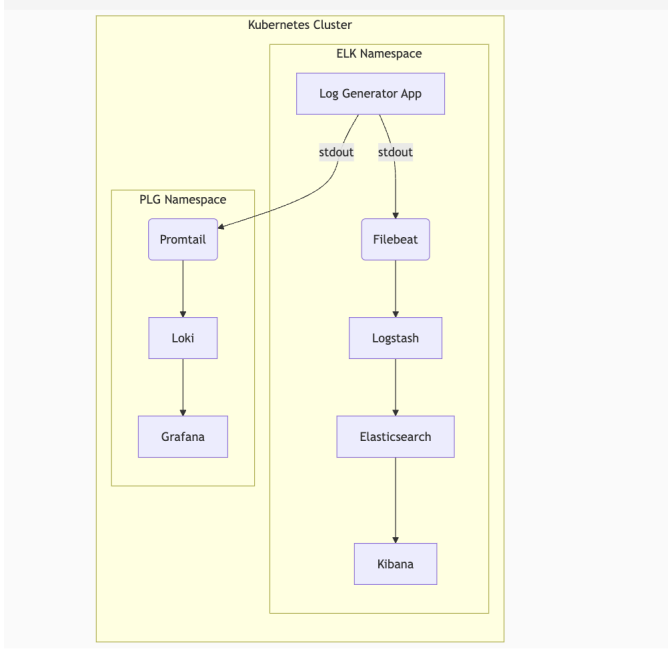 Kubernetes Cluster
ELK Namespace
Log Generator App
stdout
stdout
PLG Namespace
Promtail
Filebeat
Loki
Logstash
Grafana
Elasticsearch
Kibana